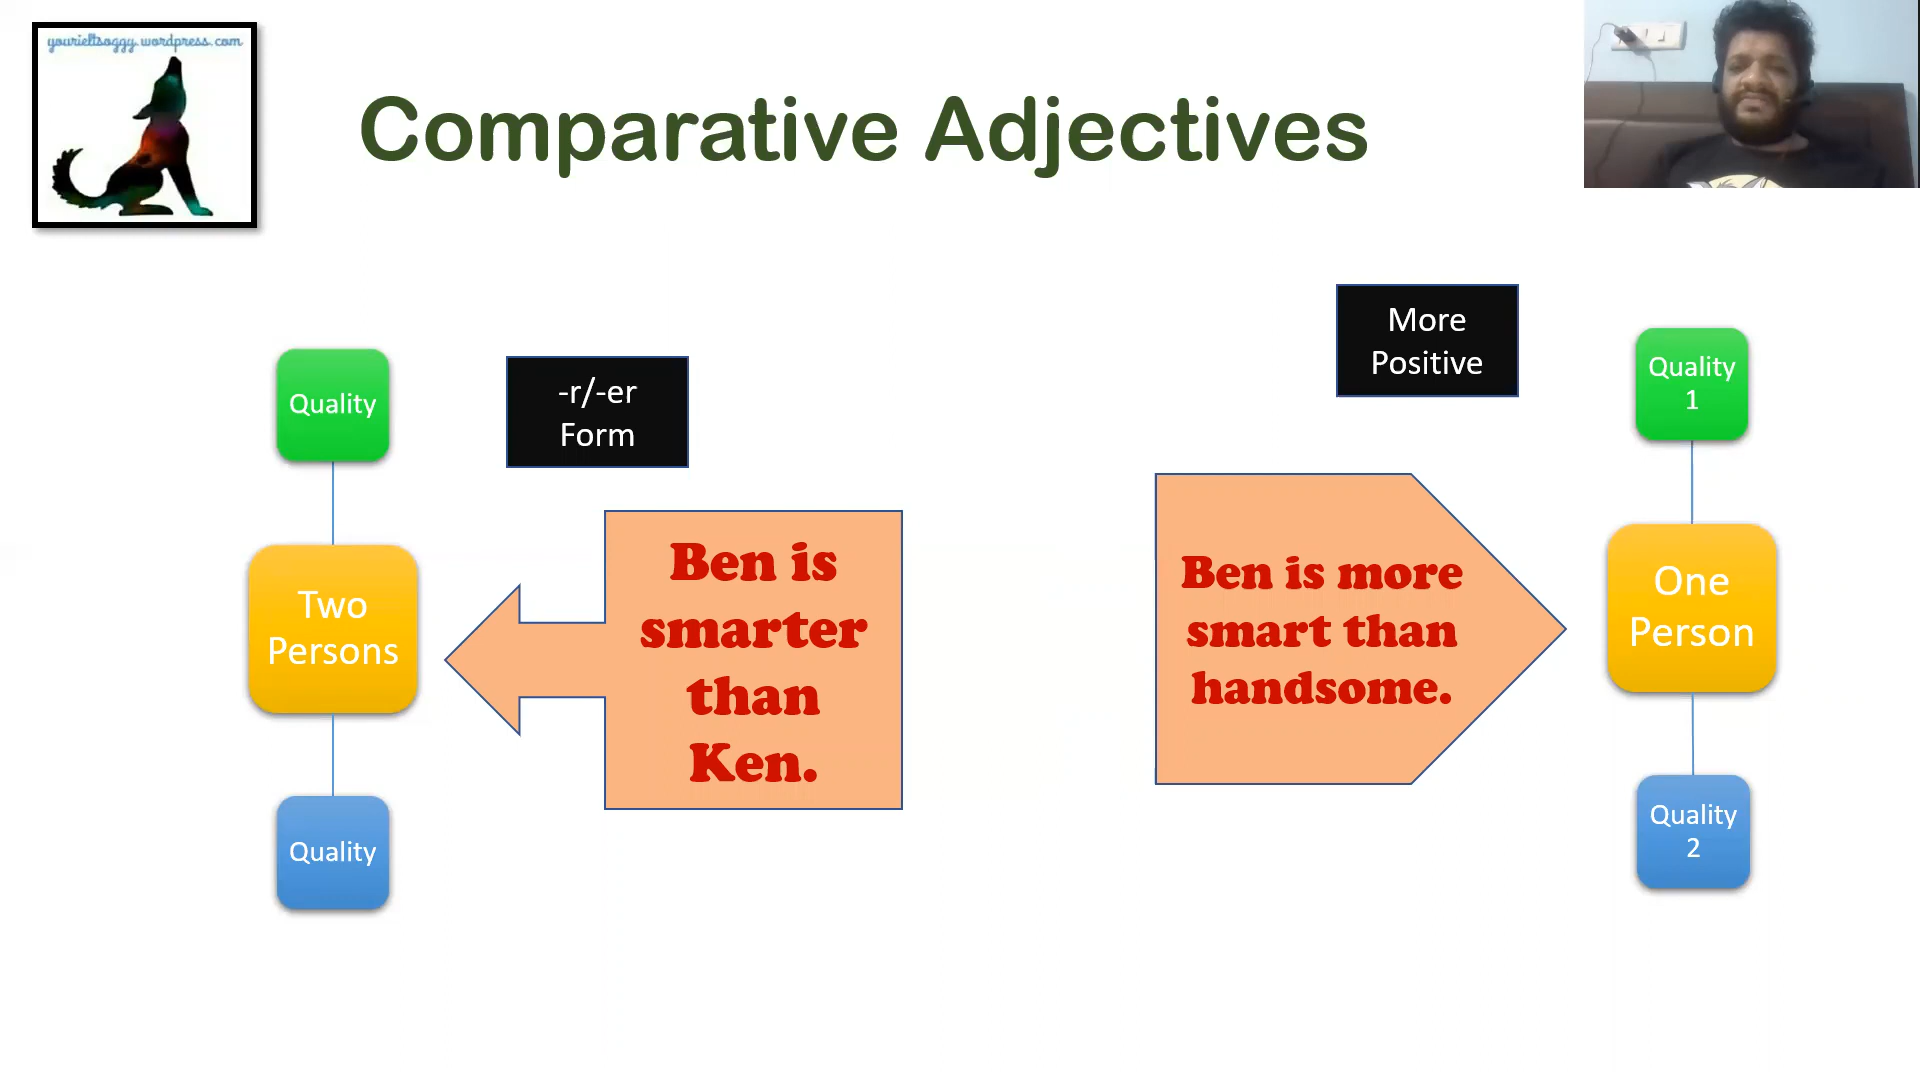 yourieltsoggy.wordpress.com
Comparative Adjectives
Quality
-r/-er
Form
Two
Persons
Ben is
smarter
than
Ken.
Quality
More
Positive
Quality
1
Ben is more
smart than
handsome.
One
Person
Quality
2